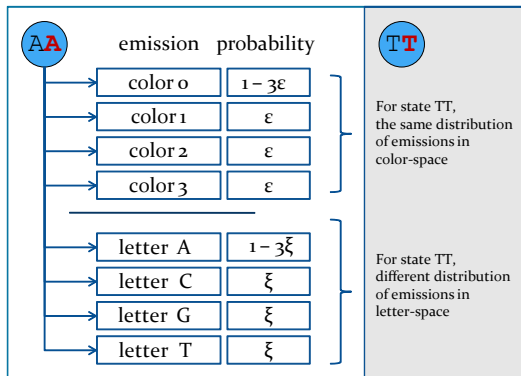 AA emission probability TT
color 0 1 – 3ε
color 1 ε
color 2 ε
color 3 ε
For state TT,
the same distribution
of emissions in
color-space
letter A 1 – 3ξ
letter C ξ
letter G ξ
letter T ξ
For state TT,
different distribution
of emissions in
letter-space